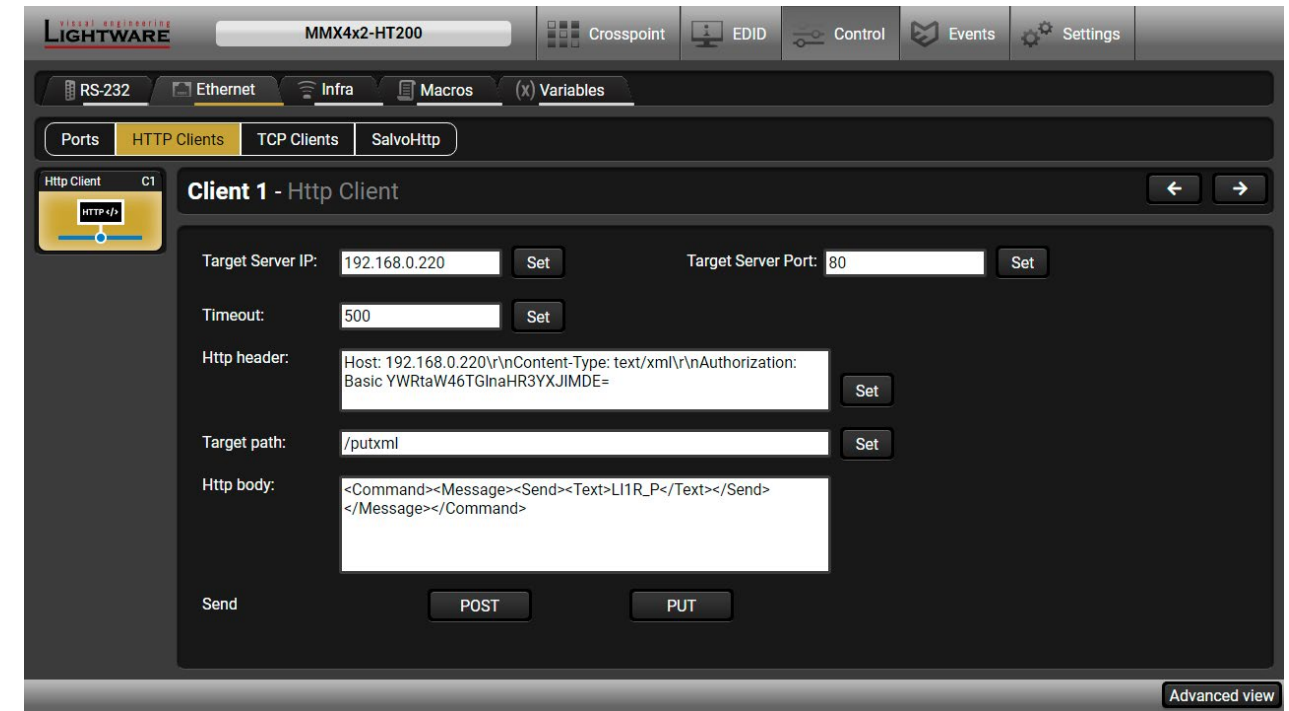 visual engineering
LIGHTWARE
MMX4x2-HT200
Crosspoint
EDID
Control
Events
Settings
RS-232
Ethernet
Infra
Macros
(x) Variables
Ports
HTTP Clients
TCP Clients
SalvoHttp
Http Client C1
HTTP </>
Client 1 - Http Client
Target Server IP: 192.168.0.220 Set Target Server Port: 80 Set
Timeout: 500 Set
Http header: Host: 192.168.0.220\r\nContent-Type: text/xml\r\nAuthorization:
Basic YWRtaW46TGlnaHR3YXJlMDE=
Set
Target path: /putxml Set
Http body: <Command><Message><Send><Text>LI1R_P</Text></Send>
</Message></Command>
Send POST PUT
Advanced view